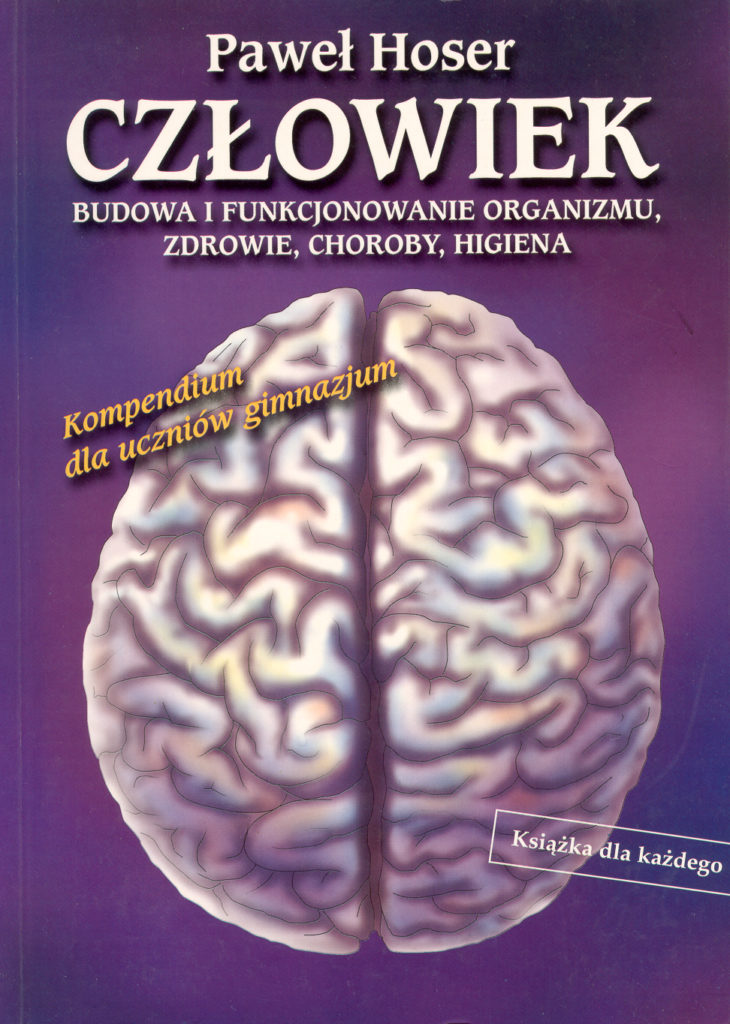 Paweł Hoser
CZŁOWIEK
BUDOWA I FUNKCJONOWANIE ORGANIZMU,
ZDROWIE, CHOROBY, HIGIENA
Kompendium
dla uczniów gimnazjum
Książka dla każdego